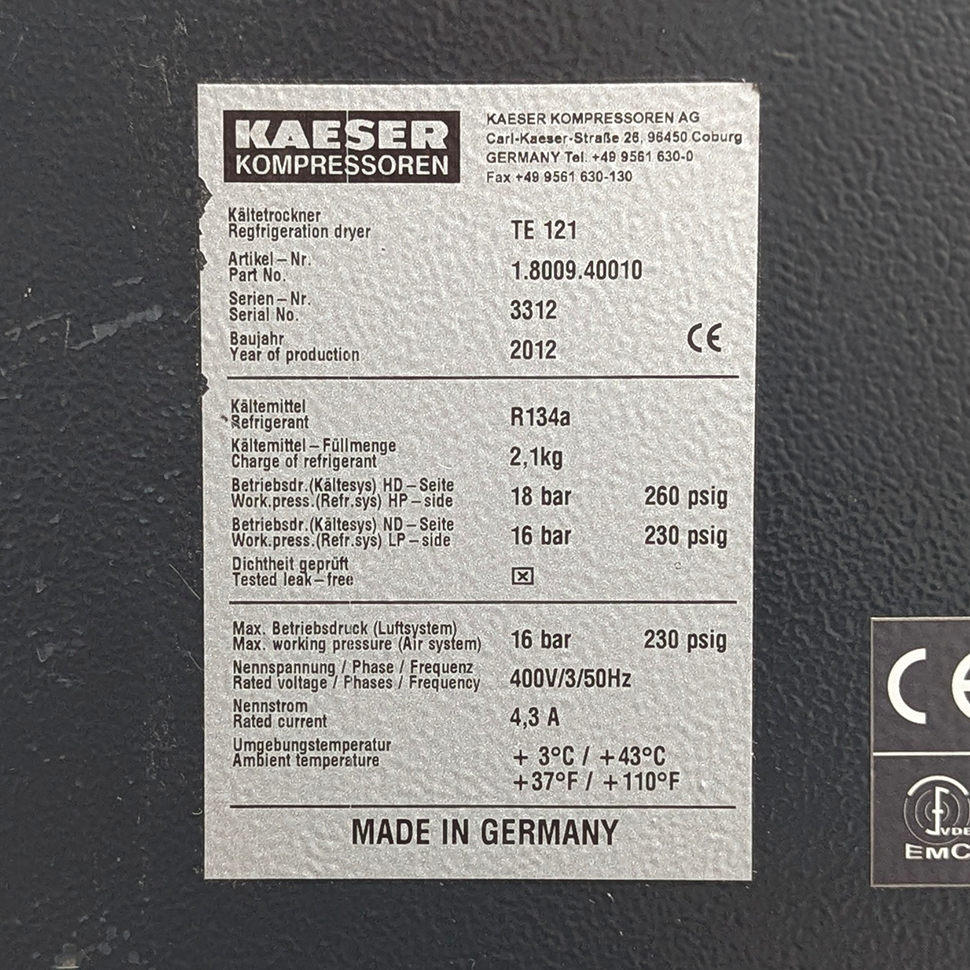 KAESER
KOMPRESSOREN
KAESER KOMPRESSOREN AG
Carl-Kaeser-Straße 26, 96450 Coburg
GERMANY Tel. +49 9561 630-0
Fax +49 9561 630-130
Kältetrockner
Regfrigeration dryer
TE 121
Artikel – Nr.
Part No.
1.8009.40010
Serien – Nr.
Serial No.
3312
Baujahr
Year of production
2012
CE
Kältemittel
Refrigerant
R134a
Kältemittel – Füllmenge
Charge of refrigerant
2,1kg
Betriebsdr.(Kältesys) HD – Seite
Work.press.(Refr.sys) HP – side
18 bar 260 psig
Betriebsdr.(Kältesys) ND – Seite
Work.press.(Refr.sys) LP – side
16 bar 230 psig
Dichtheit geprüft
Tested leak – free
☒
Max. Betriebsdruck (Luftsystem)
Max. working pressure (Air system)
16 bar 230 psig
Nennspannung / Phase / Frequenz
Rated voltage / Phases / Frequency
400V/3/50Hz
Nennstrom
Rated current
4,3 A
Umgebungstemperatur
Ambient temperature
+ 3°C / +43°C
+37°F / +110°F
MADE IN GERMANY
CE
VDE
EMC